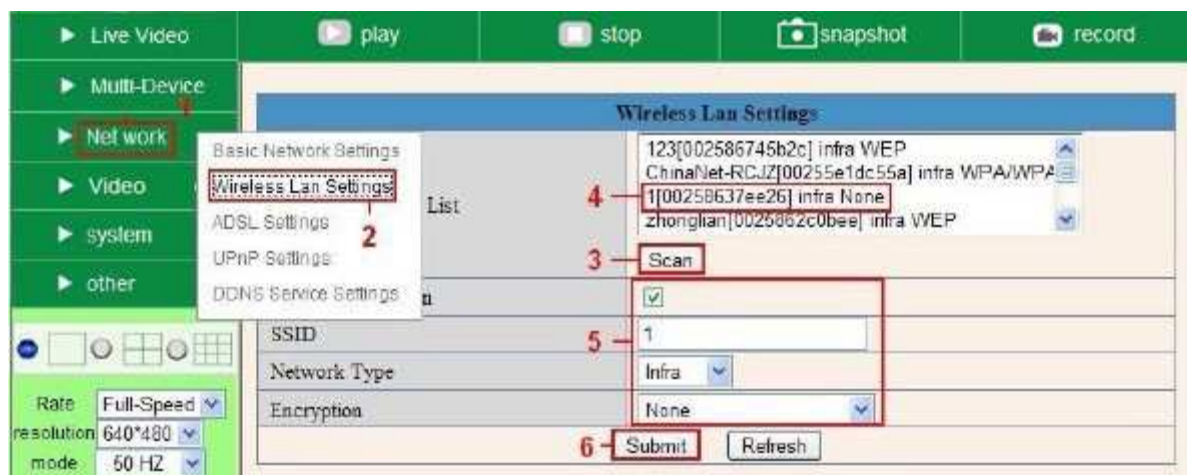 Live Video
play
stop
snapshot
record
Multi-Device
1
Net work
Video
system
other
Basic Network Settings
Wireless Lan Settings
2
ADSL Settings
UPnP Settings
DDNS Service Settings
Wireless Lan Settings
List
123[002586745b2c] infra WEP
ChinaNet-RCJZ[00255e1dc55a] infra WPA/WPA
4
1[00258637ee26] infra None
zhonglian[0025862c0bee] infra WEP
3
Scan
n
5
SSID
1
Network Type
Infra
Encryption
None
6
Submit
Refresh
Rate
Full-Speed
resolution
640*480
mode
50 HZ